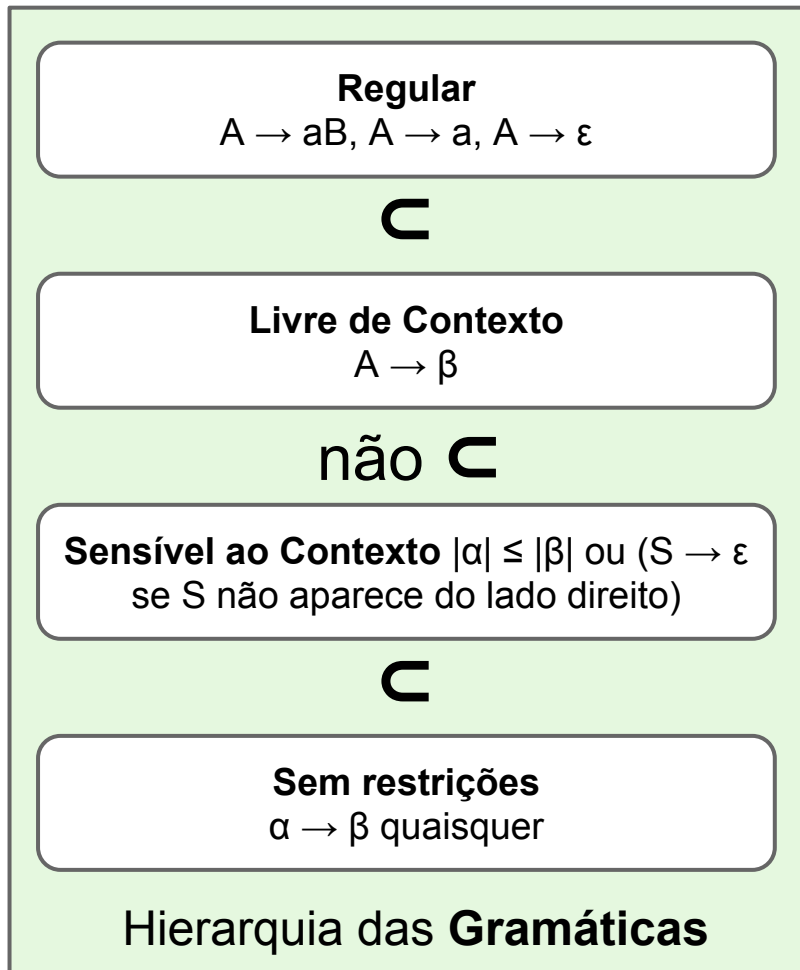 Regular
A → aB, A → a, A → ε
⊂
Livre de Contexto
A → β
não ⊂
Sensível ao Contexto |α| ≤ |β| ou (S → ε
se S não aparece do lado direito)
⊂
Sem restrições
α → β quaisquer
Hierarquia das Gramáticas